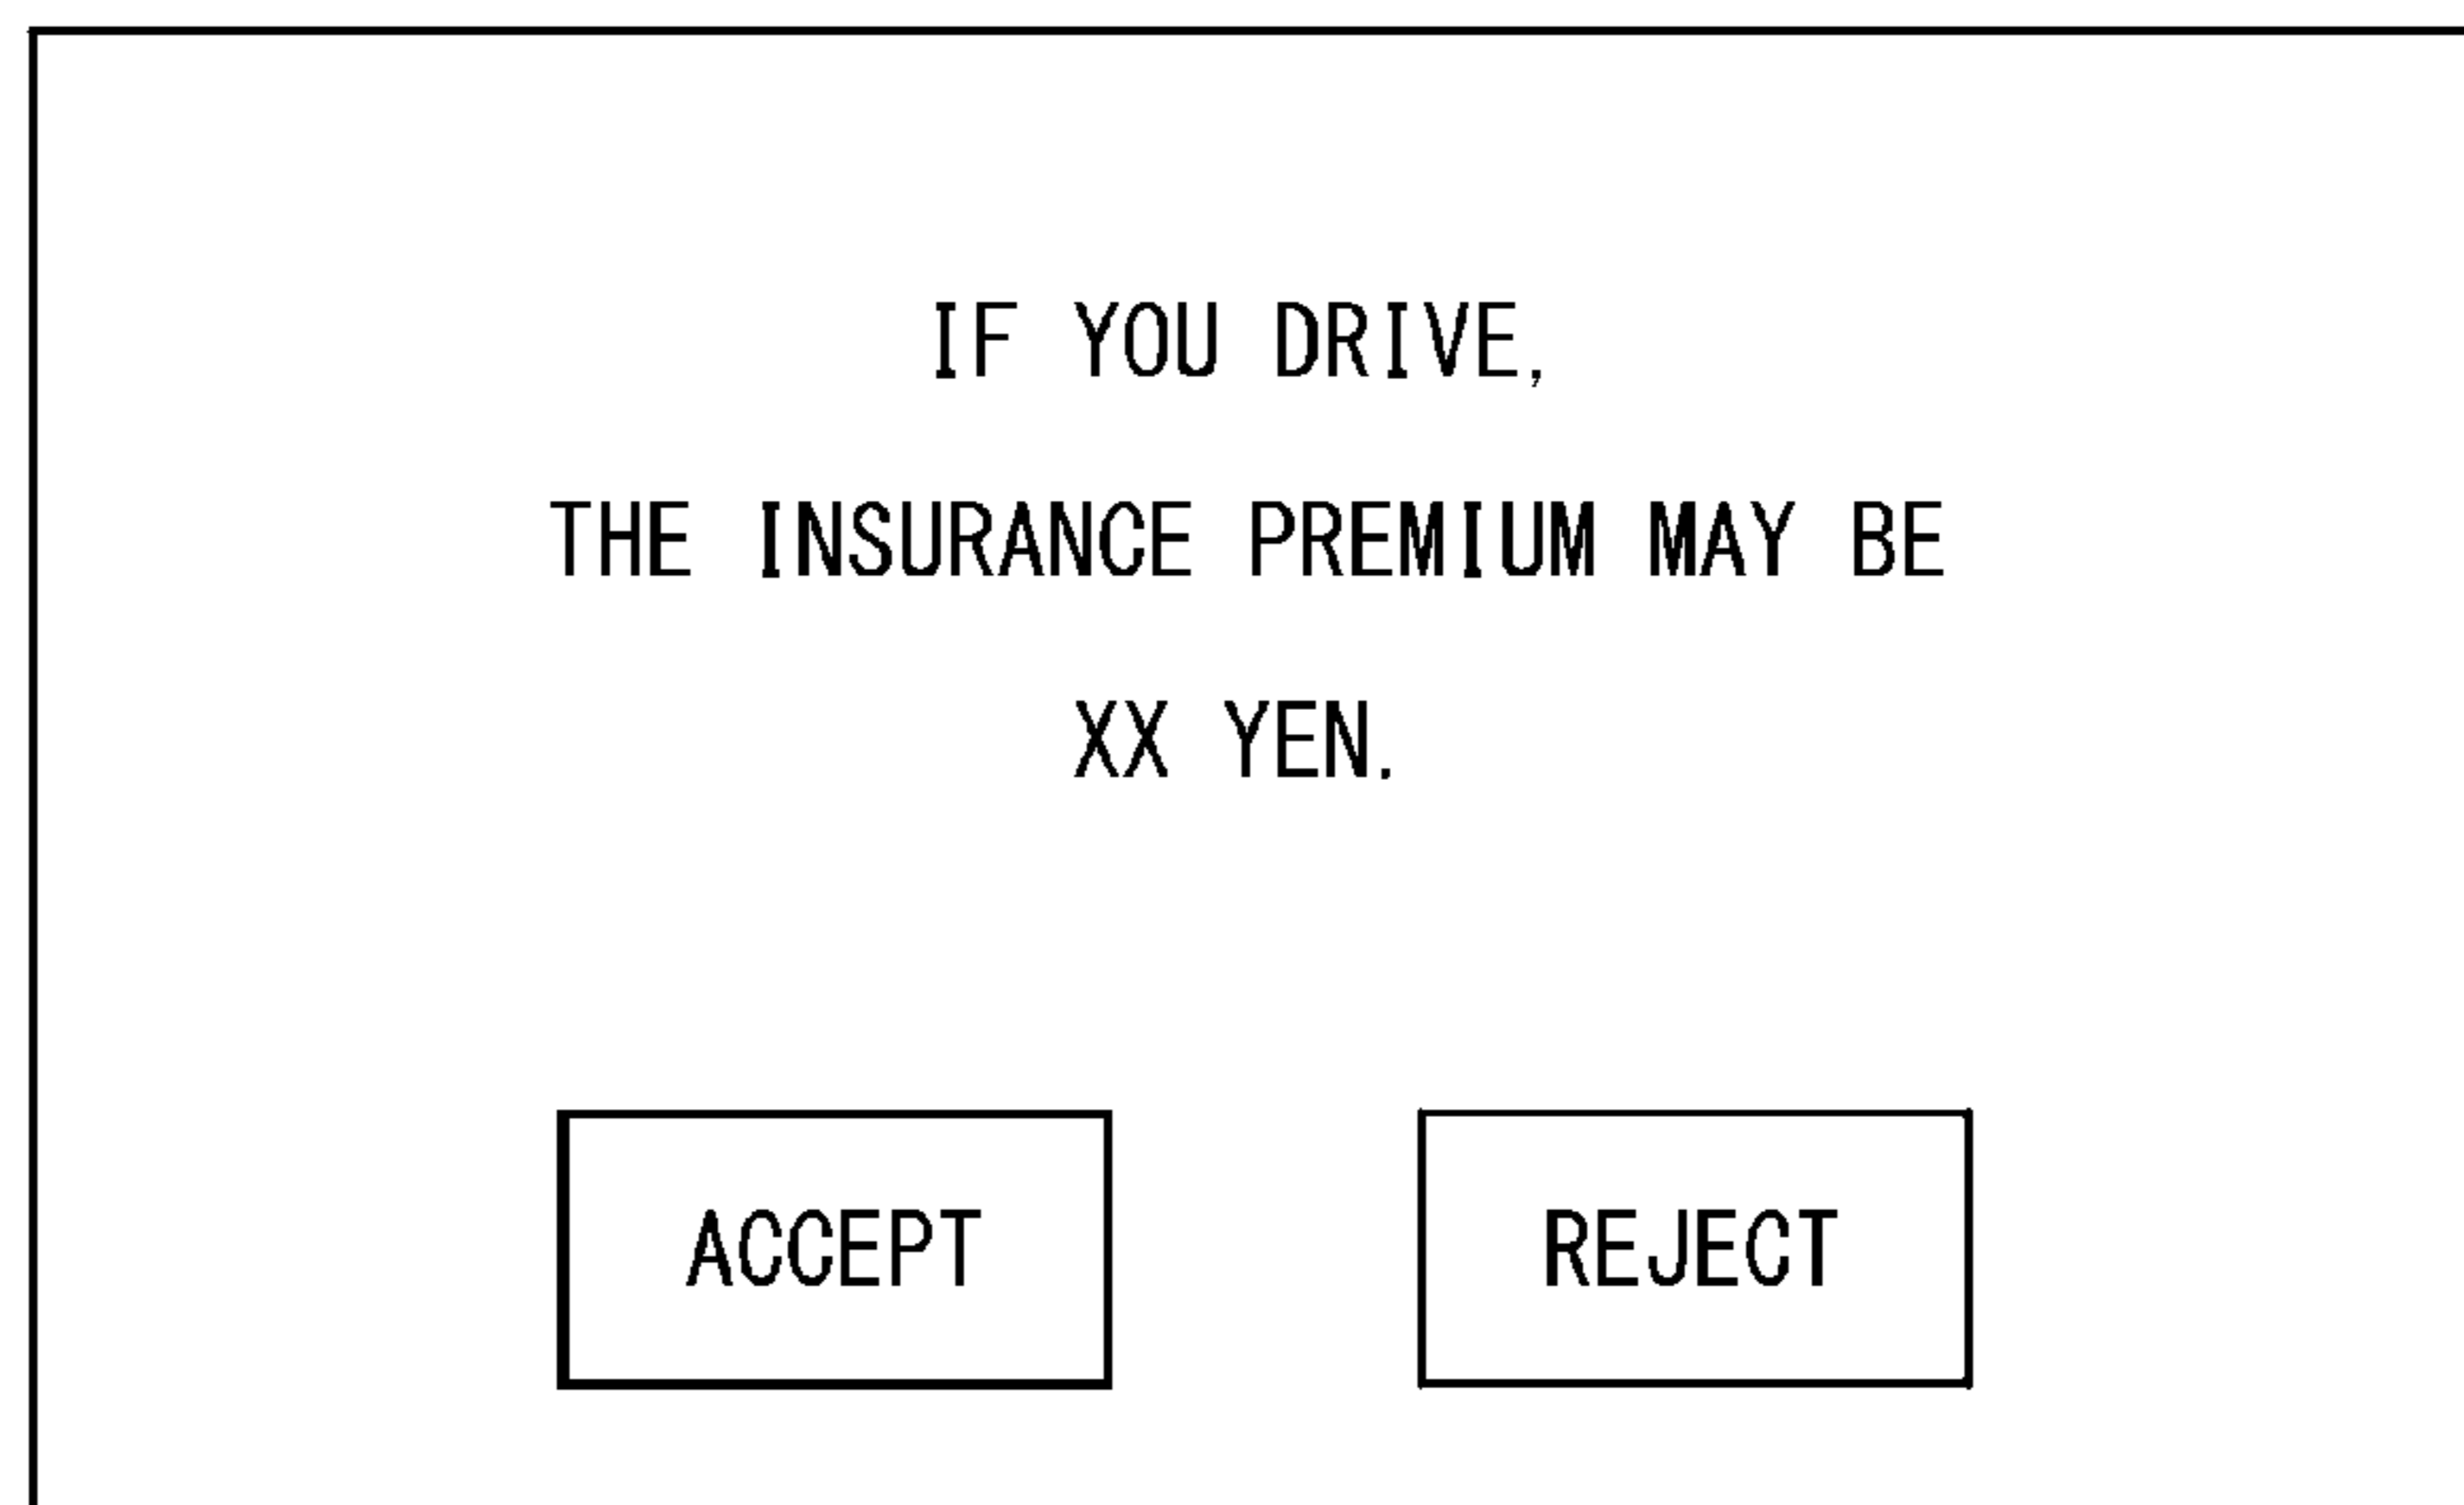 IF YOU DRIVE,
THE INSURANCE PREMIUM MAY BE
XX YEN.
ACCEPT
REJECT